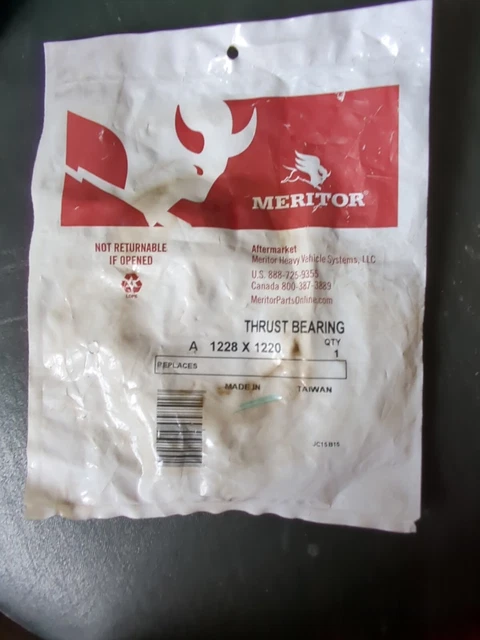 MERITOR®
NOT RETURNABLE
IF OPENED
LDPE
Aftermarket
Meritor Heavy Vehicle Systems, LLC
U.S. 888-725-9355
Canada 800-387-3889
MeritorPartsOnline.com
THRUST BEARING
A 1228 X 1220
QTY
1
REPLACES
MADE IN TAIWAN